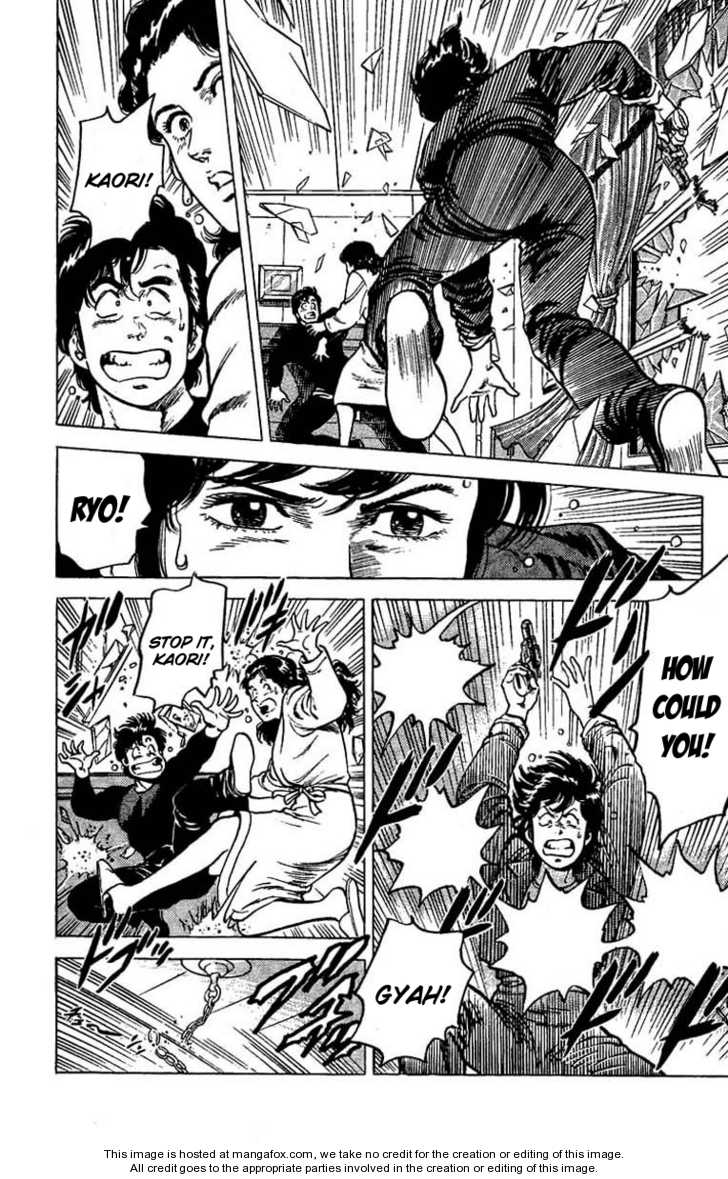 KAORI!
RYO!
STOP IT,
KAORI!
HOW
COULD
YOU!
GYAH!
This image is hosted at mangafox.com, we take no credit for the creation or editing of this image.
All credit goes to the appropriate parties involved in the creation or editing of this image.